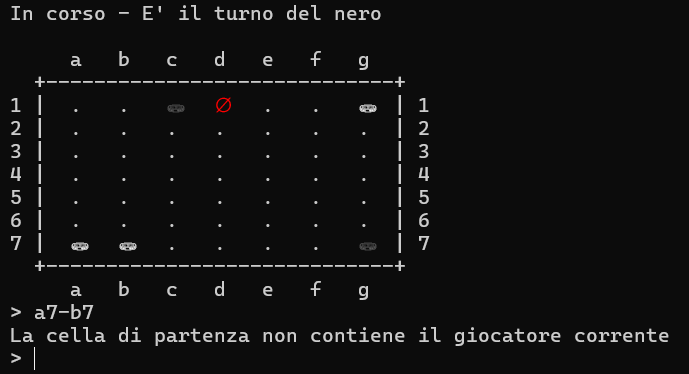 In corso - E' il turno del nero
a b c d e f g
+-----------------------------+
1 | . . ⛂ ∅ . . ⛂ | 1
2 | . . . . . . . | 2
3 | . . . . . . . | 3
4 | . . . . . . . | 4
5 | . . . . . . . | 5
6 | . . . . . . . | 6
7 | ⛂ ⛂ . . . . ⛂ | 7
+-----------------------------+
a b c d e f g
> a7-b7
La cella di partenza non contiene il giocatore corrente
>